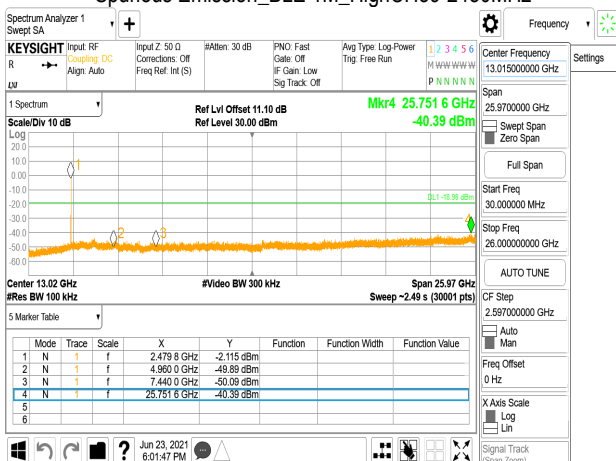 Spectrum Analyzer 1
Swept SA
Frequency
KEYSIGHT
R
Input: RF
Coupling: DC
Align: Auto
Input Z: 50 Ω
Corrections: Off
Freq Ref: Int (S)
#Atten: 30 dB
PNO: Fast
Gate: Off
IF Gain: Low
Sig Track: Off
Avg Type: Log-Power
Trig: Free Run
1 2 3 4 5 6
M W W W W W
P N N N N N
1 Spectrum
Scale/Div 10 dB
Log
Ref Lvl Offset 11.10 dB
Ref Level 30.00 dBm
Mkr4 25.751 6 GHz
-40.39 dBm
20.0
10.0
0.00
-10.0
-20.0
-30.0
-40.0
-50.0
-60.0
DL1 -18.98 dBm
1
2
3
4
Center 13.02 GHz
#Res BW 100 kHz
#Video BW 300 kHz
Span 25.97 GHz
Sweep ~2.49 s (30001 pts)
5 Marker Table
Mode Trace Scale X Y Function Function Width Function Value
1 N 1 f 2.479 8 GHz -2.115 dBm
2 N 1 f 4.960 0 GHz -49.89 dBm
3 N 1 f 7.440 0 GHz -50.09 dBm
4 N 1 f 25.751 6 GHz -40.39 dBm
5
6
Jun 23, 2021
6:01:47 PM
Center Frequency
13.015000000 GHz
Settings
Span
25.9700000 GHz
Swept Span
Zero Span
Full Span
Start Freq
30.000000 MHz
Stop Freq
26.000000000 GHz
AUTO TUNE
CF Step
2.597000000 GHz
Auto
Man
Freq Offset
0 Hz
X Axis Scale
Log
Lin
Signal Track
(Span Zoom)